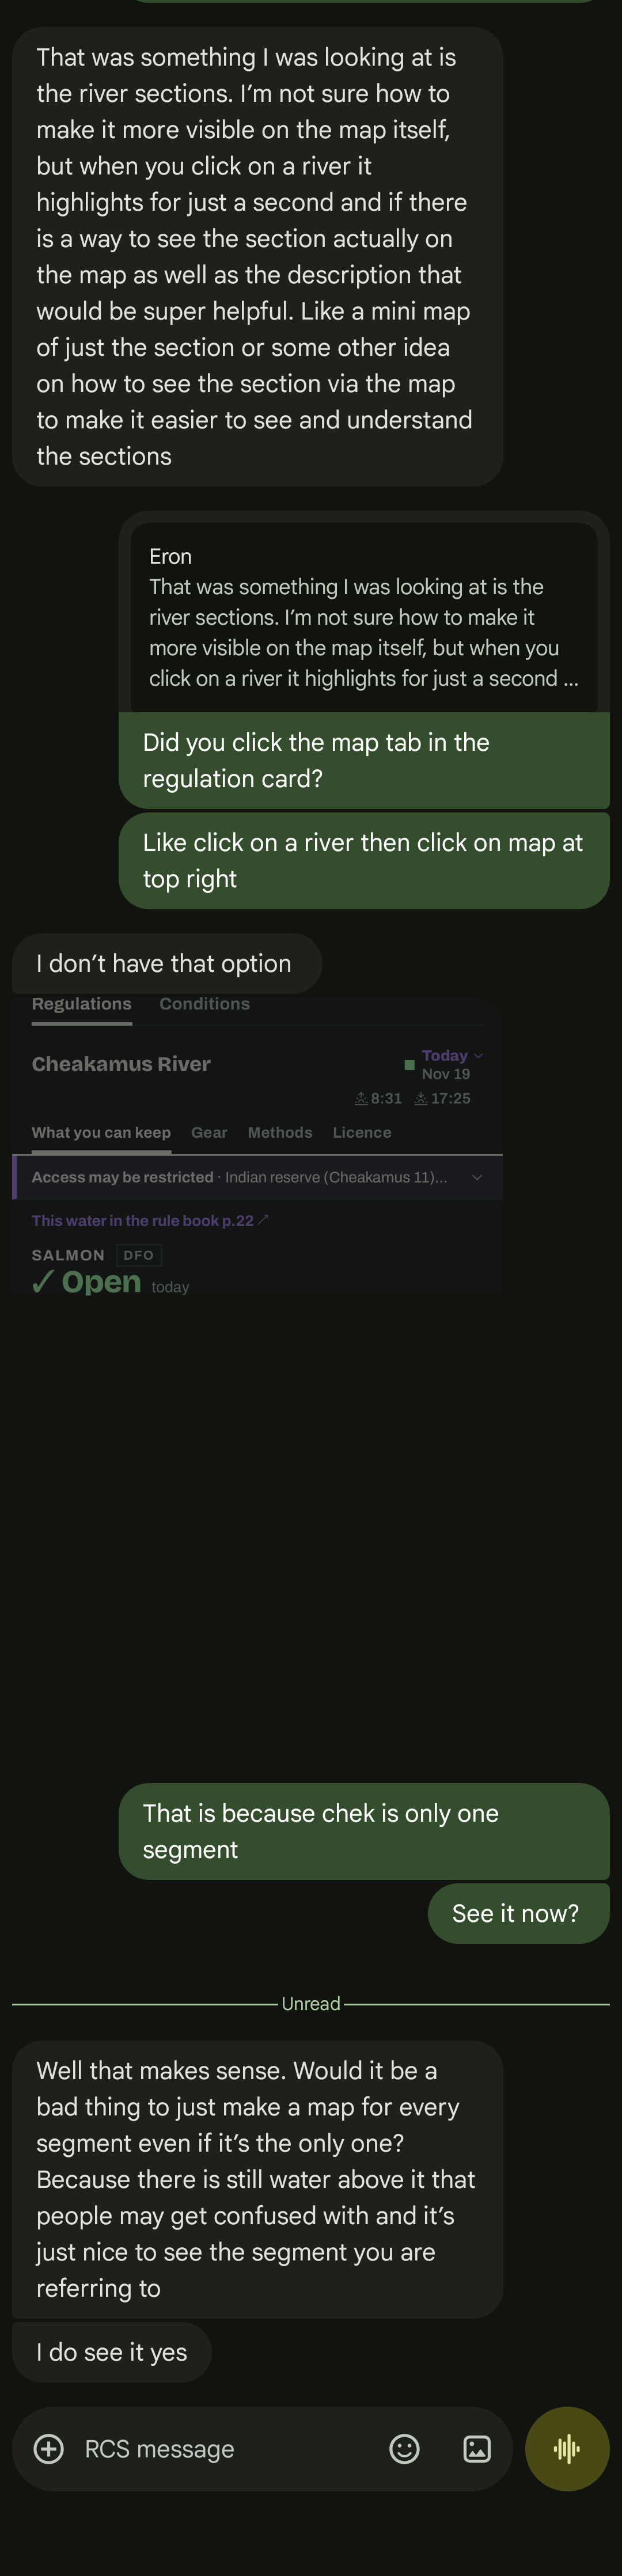 That was something I was looking at is
the river sections. I’m not sure how to
make it more visible on the map itself,
but when you click on a river it
highlights for just a second and if there
is a way to see the section actually on
the map as well as the description that
would be super helpful. Like a mini map
of just the section or some other idea
on how to see the section via the map
to make it easier to see and understand
the sections
Eron
That was something I was looking at is the
river sections. I’m not sure how to make it
more visible on the map itself, but when you
click on a river it highlights for just a second ...
Did you click the map tab in the
regulation card?
Like click on a river then click on map at
top right
I don’t have that option
Regulations Conditions
Cheakamus River
Today
Nov 19
8:31 17:25
What you can keep Gear Methods Licence
Access may be restricted · Indian reserve (Cheakamus 11)...
This water in the rule book p.22 ↗
SALMON DFO
✓ Open today
That is because chek is only one
segment
See it now?
Unread
Well that makes sense. Would it be a
bad thing to just make a map for every
segment even if it’s the only one?
Because there is still water above it that
people may get confused with and it’s
just nice to see the segment you are
referring to
I do see it yes
RCS message